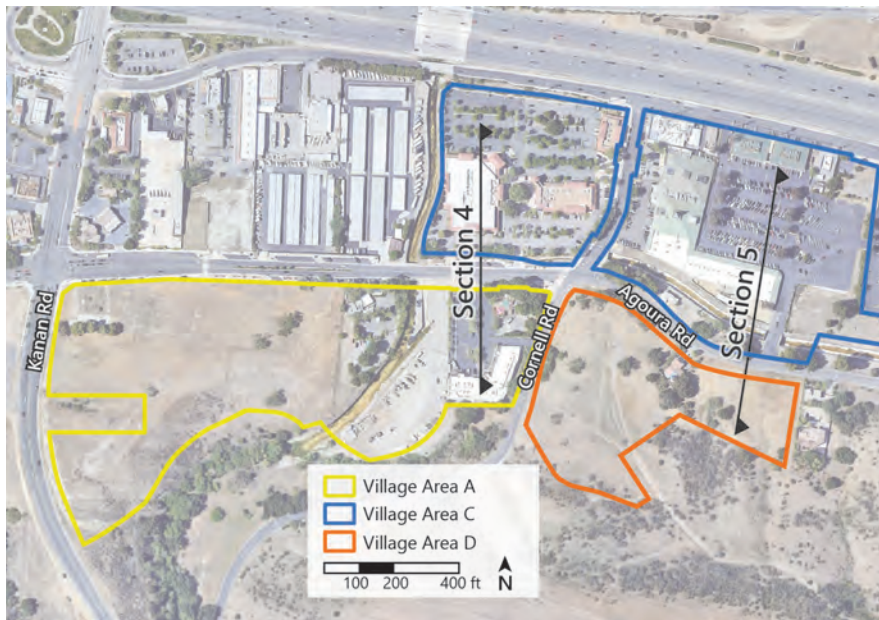 Section 4
Section 5
Kanan Rd
Cornell Rd
Agoura Rd
Village Area A
Village Area C
Village Area D
100 200 400 ft
N